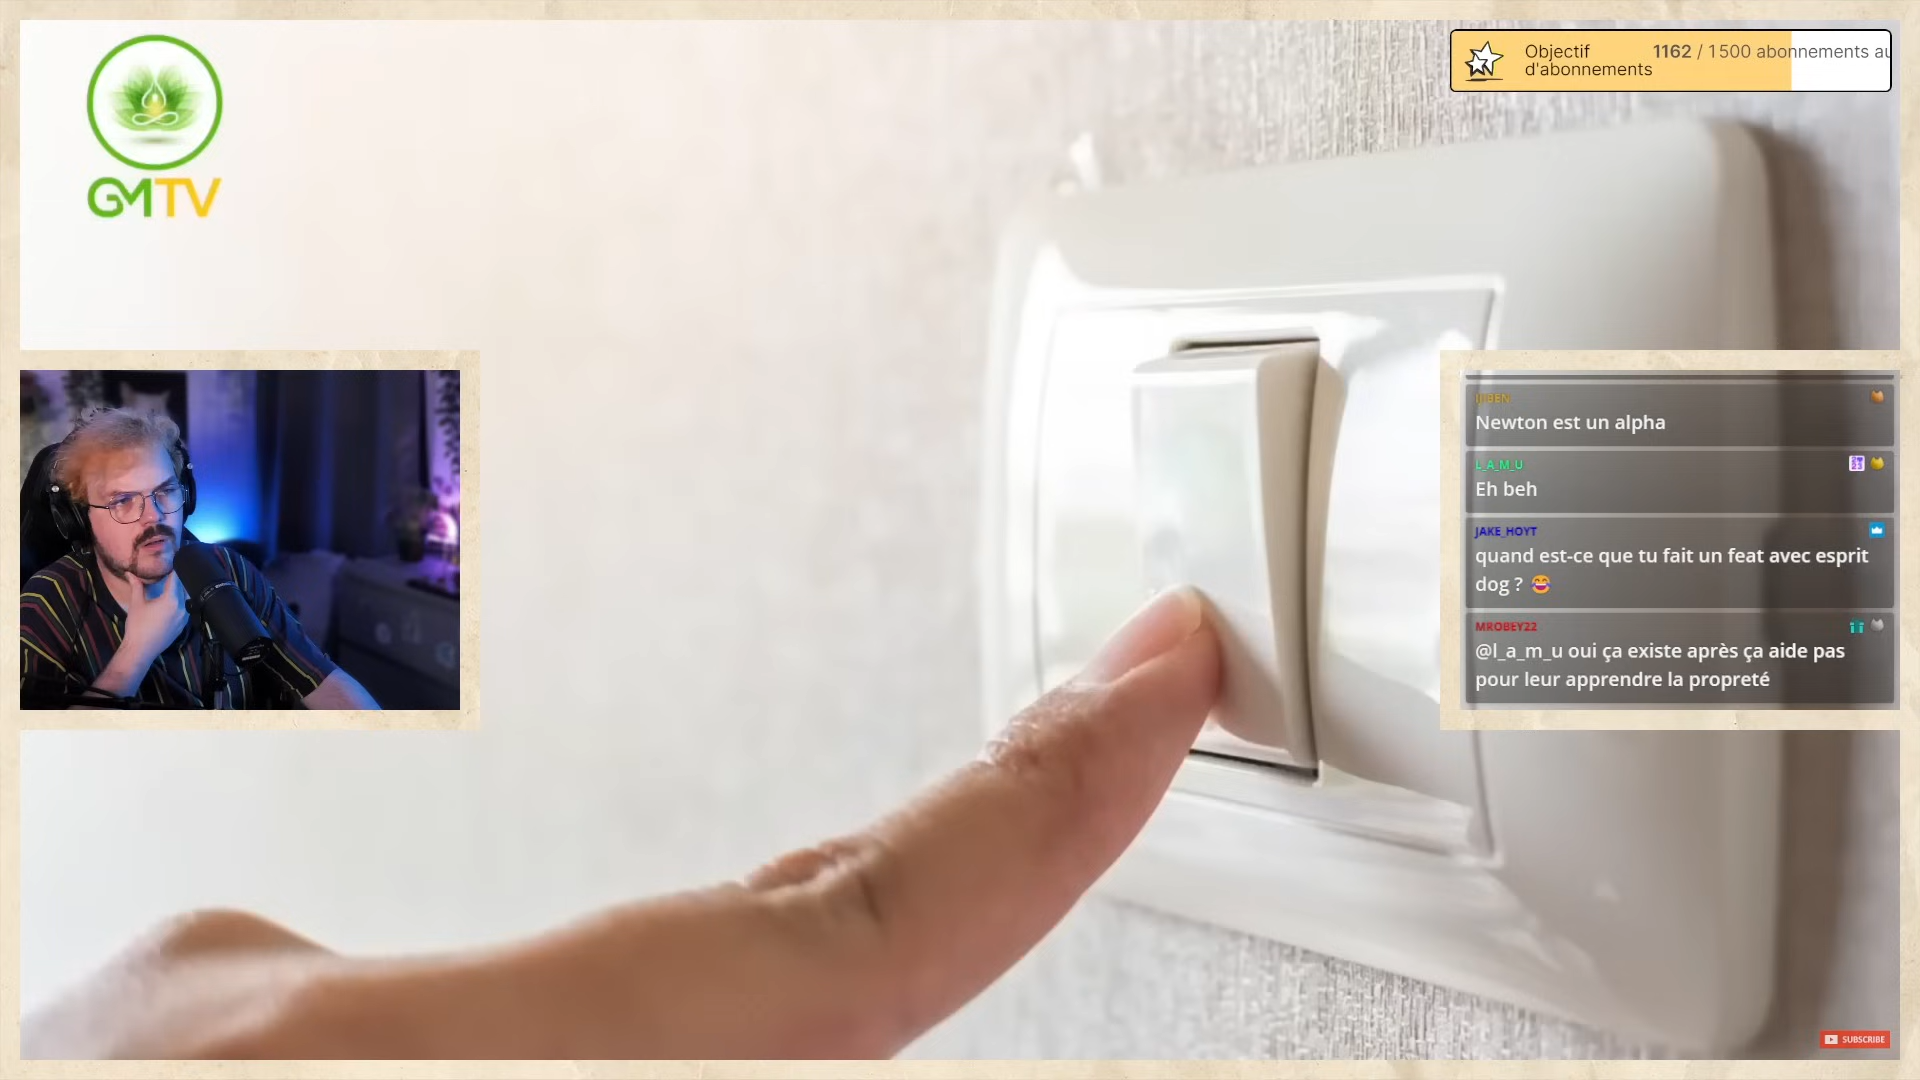 GMTV
Objectif
d'abonnements
1162 / 1500 abonnements au
IJBEN
Newton est un alpha
L_A_M_U
Eh beh
JAKE_HOYT
quand est-ce que tu fait un feat avec esprit
dog ? 😂
MROBEY22
@l_a_m_u oui ça existe après ça aide pas
pour leur apprendre la propreté
SUBSCRIBE